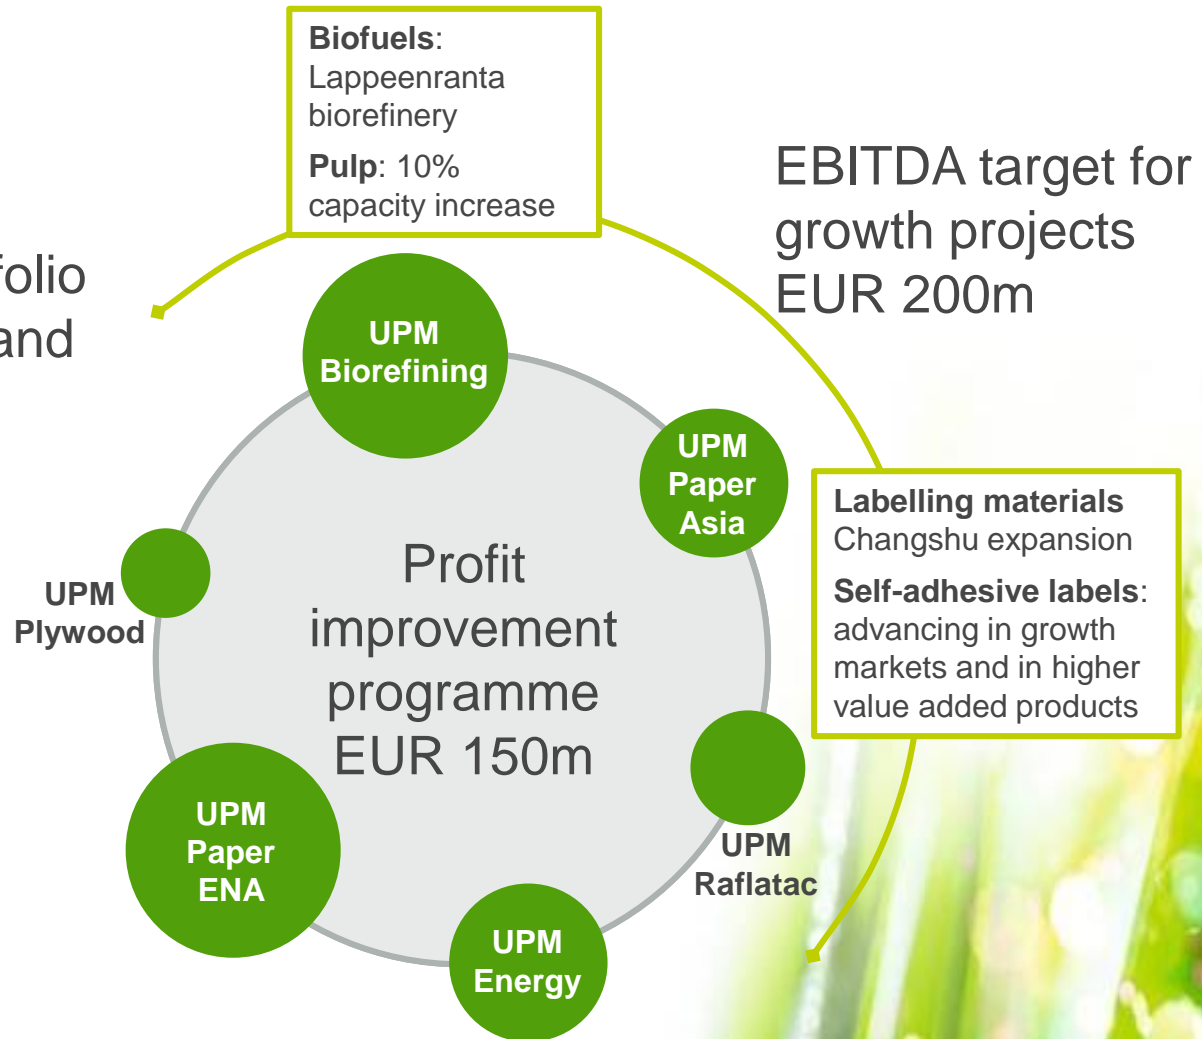 Biofuels:
Lappeenranta
biorefinery
Pulp: 10%
capacity increase
EBITDA target for
growth projects
EUR 200m
folio
and
UPM
Biorefining
UPM
Paper
Asia
Labelling materials
Changshu expansion
Self-adhesive labels:
advancing in growth
markets and in higher
value added products
Profit
improvement
programme
EUR 150m
UPM
Plywood
UPM
Paper
ENA
UPM
Raflatac
UPM
Energy